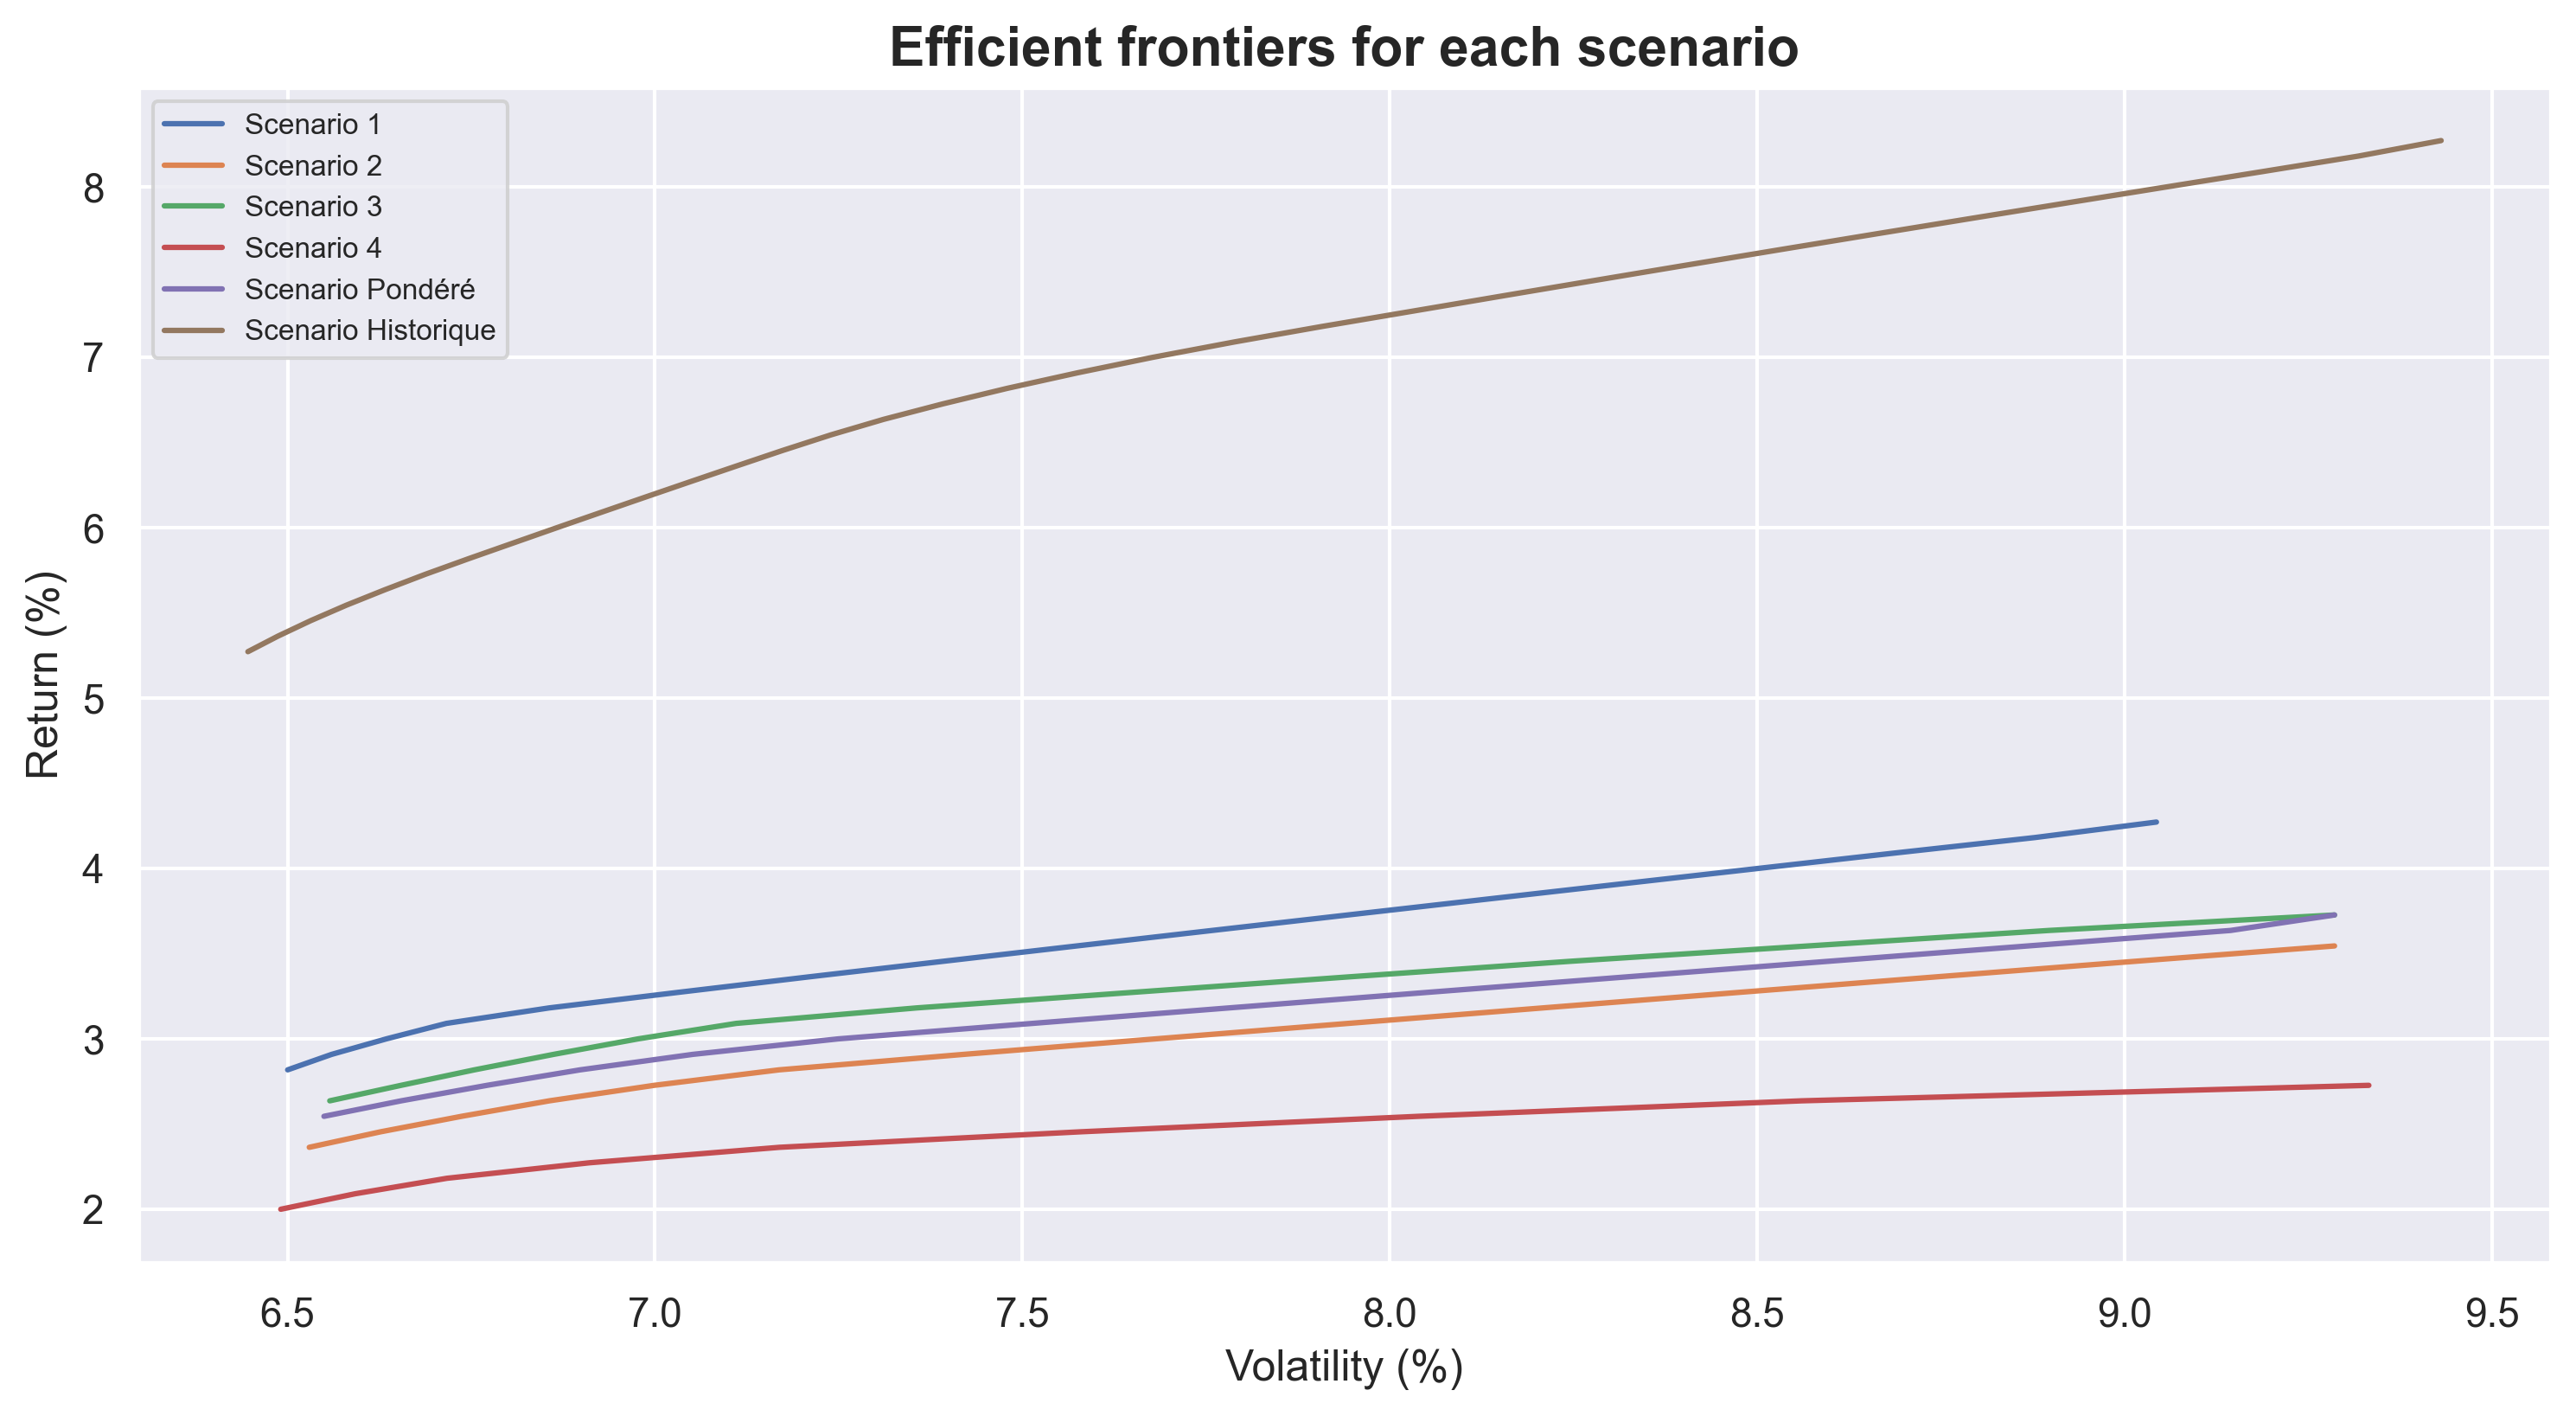 Efficient frontiers for each scenario
Scenario 1
Scenario 2
Scenario 3
Scenario 4
Scenario Pondéré
Scenario Historique
Return (%)
8
7
6
5
4
3
2
6.5 7.0 7.5 8.0 8.5 9.0 9.5
Volatility (%)